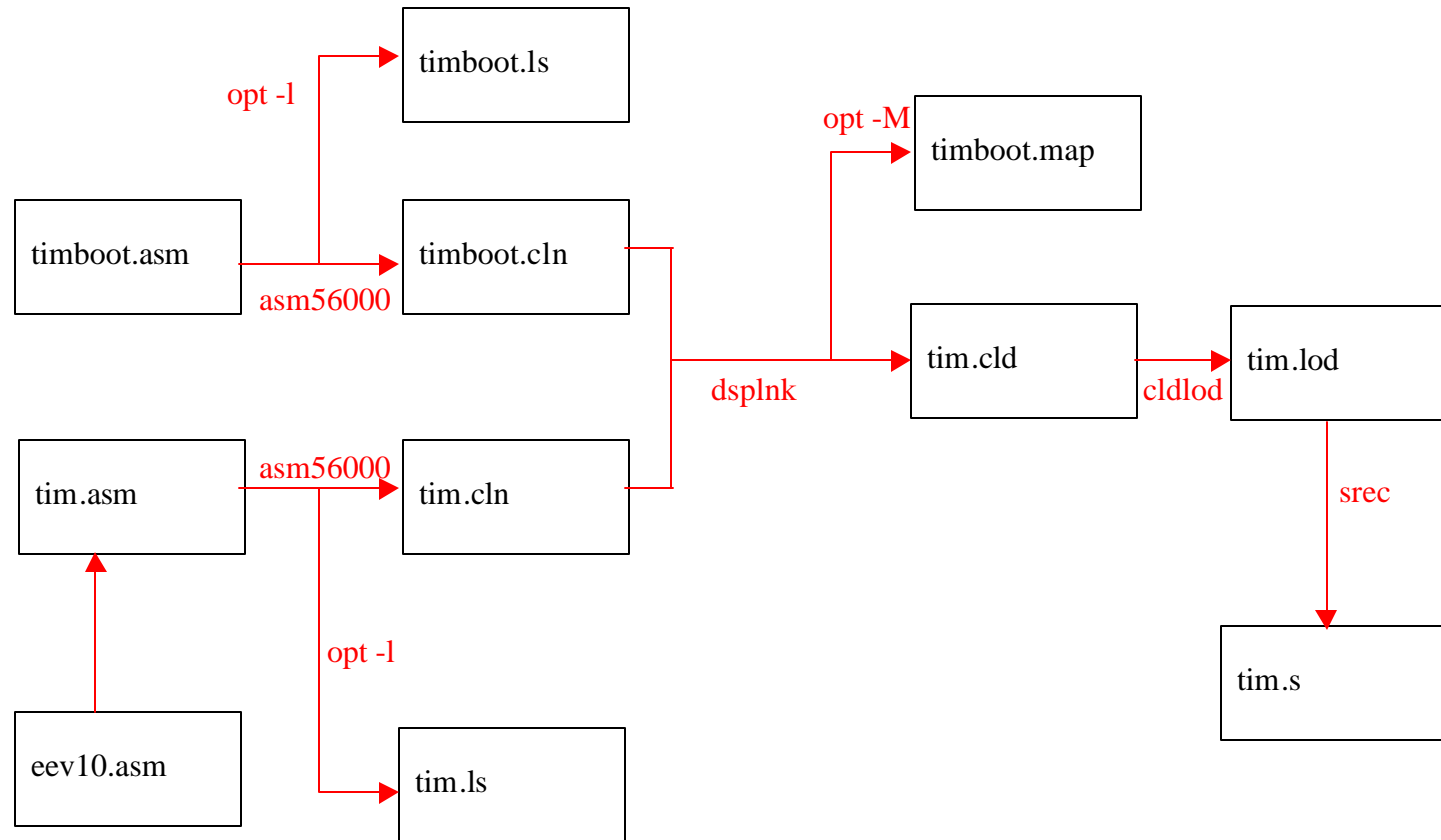 timboot.ls
opt -l
opt -M
timboot.map
timboot.asm
timboot.cln
asm56000
tim.cld
tim.lod
dsplnk
cldlod
asm56000
tim.asm
tim.cln
srec
opt -l
tim.s
eev10.asm
tim.ls